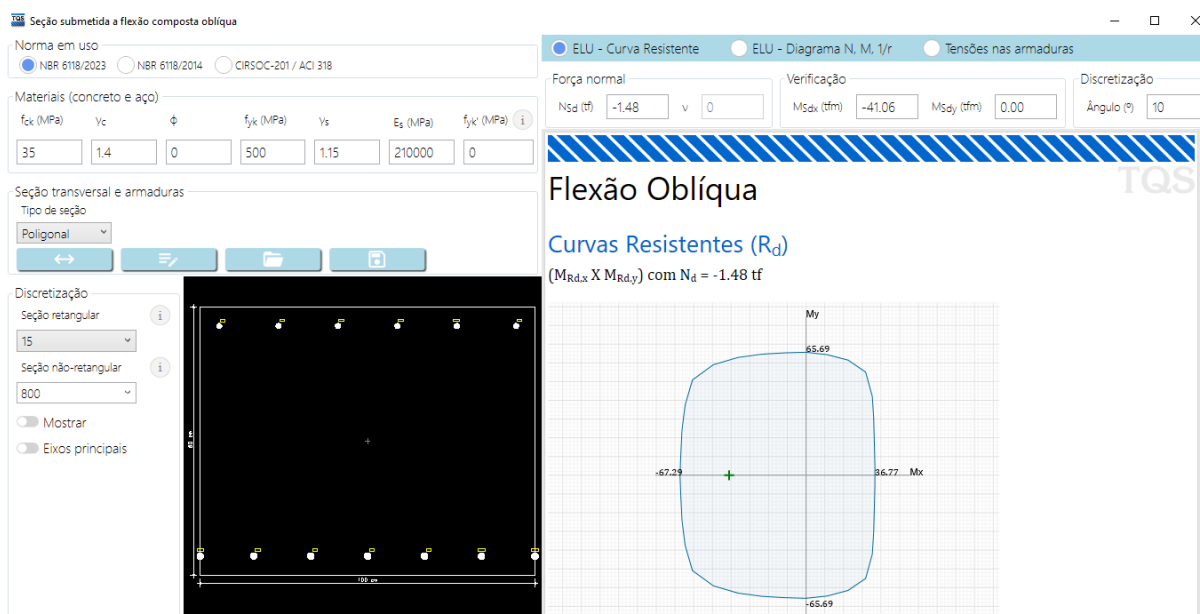 TQS Seção submetida a flexão composta oblíqua
Norma em uso
NBR 6118/2023 NBR 6118/2014 CIRSOC-201 / ACI 318
Materiais (concreto e aço)
fck (MPa) γc ϕ fyk (MPa) γs Es (MPa) fyk' (MPa) i
35 1.4 0 500 1.15 210000 0
Seção transversal e armaduras
Tipo de seção
Poligonal
Discretização
Seção retangular i
15
Seção não-retangular i
800
Mostrar
Eixos principais
100 cm
ELU - Curva Resistente ELU - Diagrama N, M, 1/r Tensões nas armaduras
Força normal Verificação Discretização
NSd (tf) -1.48 ν 0 MSdx (tfm) -41.06 MSdy (tfm) 0.00 Ângulo (º) 10
TQS
Flexão Oblíqua
Curvas Resistentes (Rd)
(MRd,x X MRd,y) com Nd = -1.48 tf
My
65.69
-67.29 36.77 Mx
-65.69